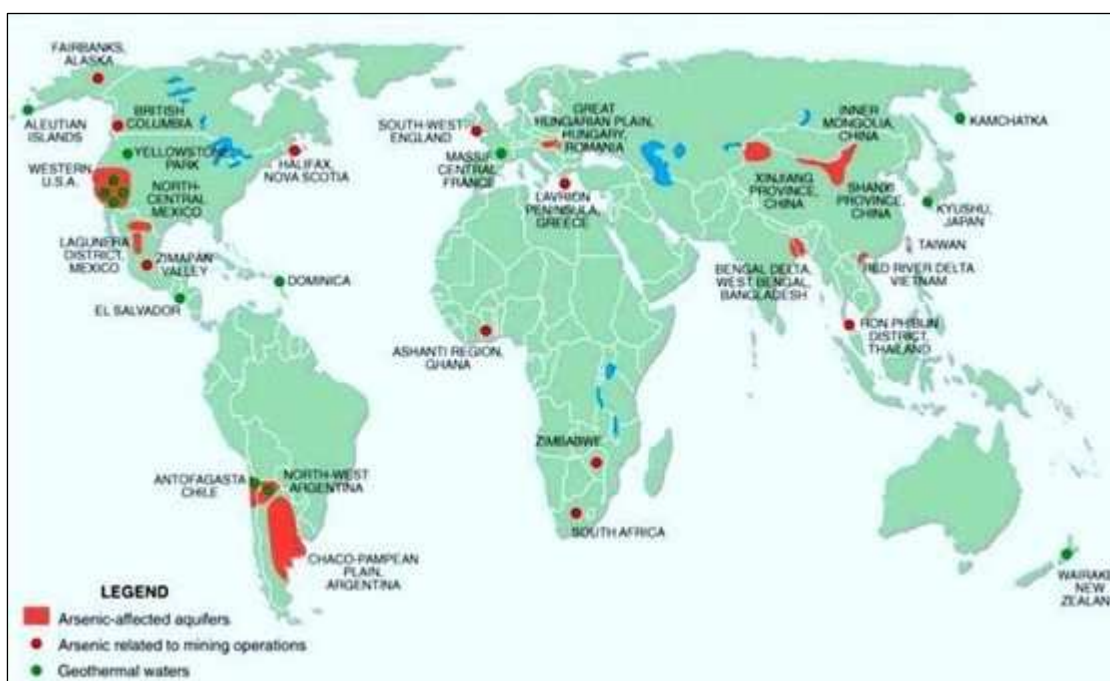 FAIRBANKS,
ALASKA
ALEUTIAN
ISLANDS
BRITISH
COLUMBIA
YELLOWSTONE
PARK
WESTERN
U.S.A.
NORTH-
CENTRAL
MEXICO
HALIFAX,
NOVA SCOTIA
LAGUNERA
DISTRICT,
MEXICO
ZIMAPAN
VALLEY
EL SALVADOR
DOMINICA
SOUTH-WEST
ENGLAND
MASSIF
CENTRAL
FRANCE
GREAT
HUNGARIAN PLAIN,
HUNGARY,
ROMANIA
LAVRION
PENINSULA,
GREECE
INNER
MONGOLIA,
CHINA
KAMCHATKA
XINJIANG
PROVINCE,
CHINA
SHANXI
PROVINCE,
CHINA
KYUSHU,
JAPAN
TAIWAN
BENGAL DELTA,
WEST BENGAL,
BANGLADESH
RED RIVER DELTA
VIETNAM
RON PHIBUN
DISTRICT,
THAILAND
ASHANTI REGION,
GHANA
ZIMBABWE
SOUTH AFRICA
ANTOFAGASTA
CHILE
NORTH-WEST
ARGENTINA
CHACO-PAMPEAN
PLAIN,
ARGENTINA
WAIRAKE
NEW
ZEALAN
LEGEND
Arsenic-affected aquifers
Arsenic related to mining operations
Geothermal waters